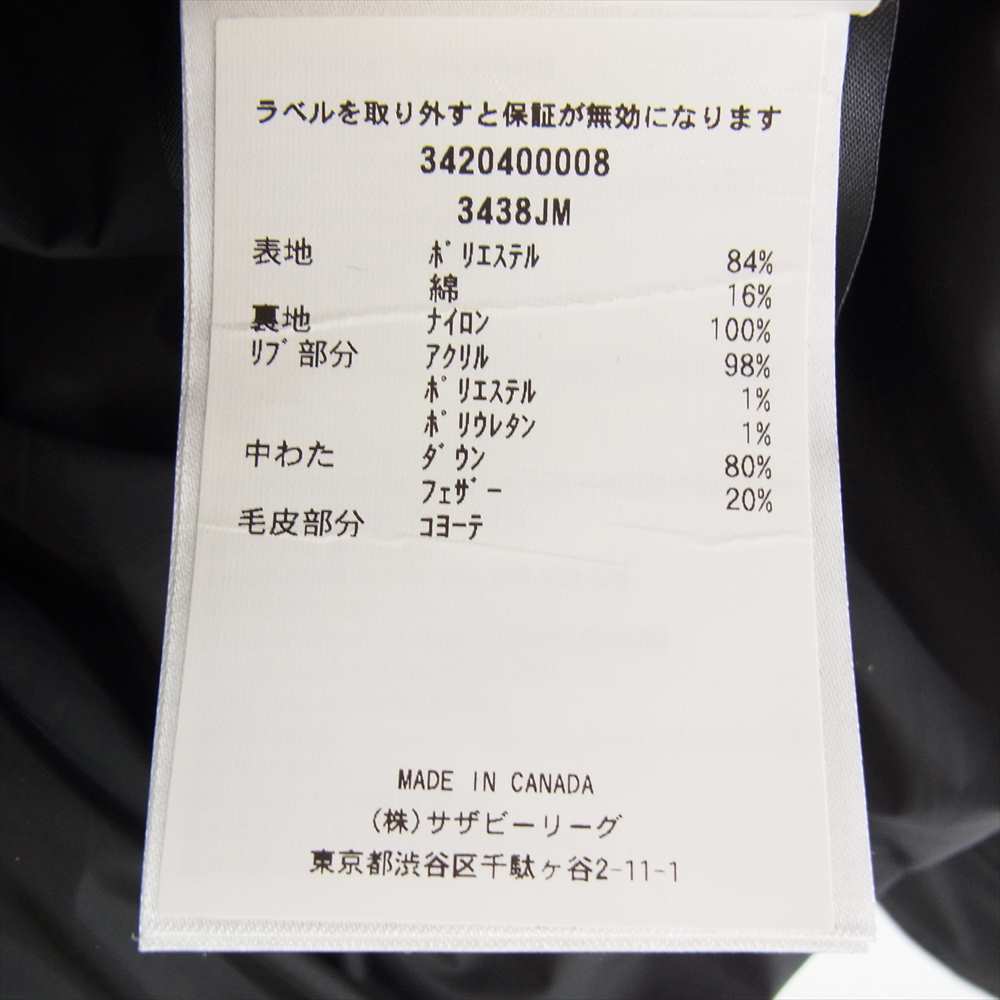 ラベルを取り外すと保証が無効になります
3420400008
3438JM
表地 ﾎﾟﾘｴｽﾃﾙ 84%
綿 16%
裏地 ﾅｲﾛﾝ 100%
ﾘﾌﾞ部分 ｱｸﾘﾙ 98%
ﾎﾟﾘｴｽﾃﾙ 1%
ﾎﾟﾘｳﾚﾀﾝ 1%
中わた ﾀﾞｳﾝ 80%
ﾌｪｻﾞｰ 20%
毛皮部分 ｺﾖｰﾃ
MADE IN CANADA
(株)サザビーリーグ
東京都渋谷区千駄ヶ谷2-11-1